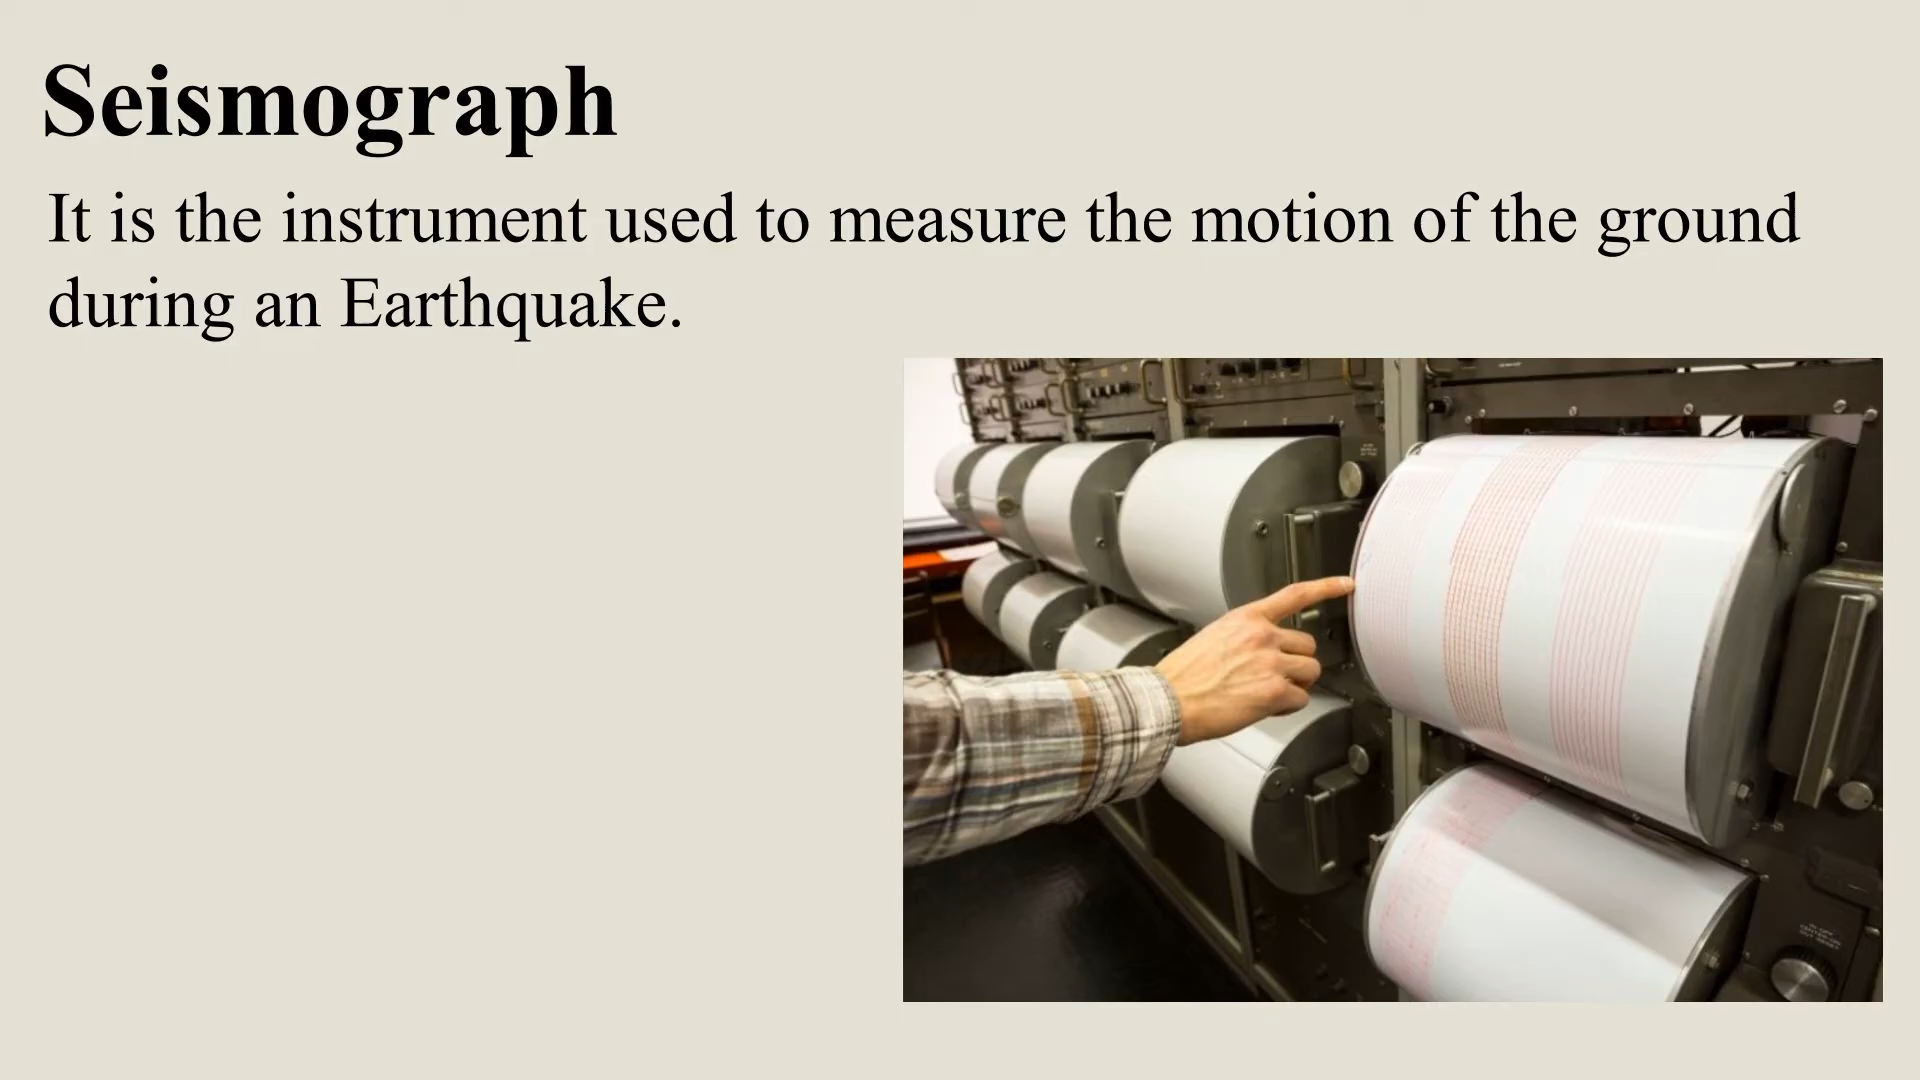 Seismograph
It is the instrument used to measure the motion of the ground
during an Earthquake.